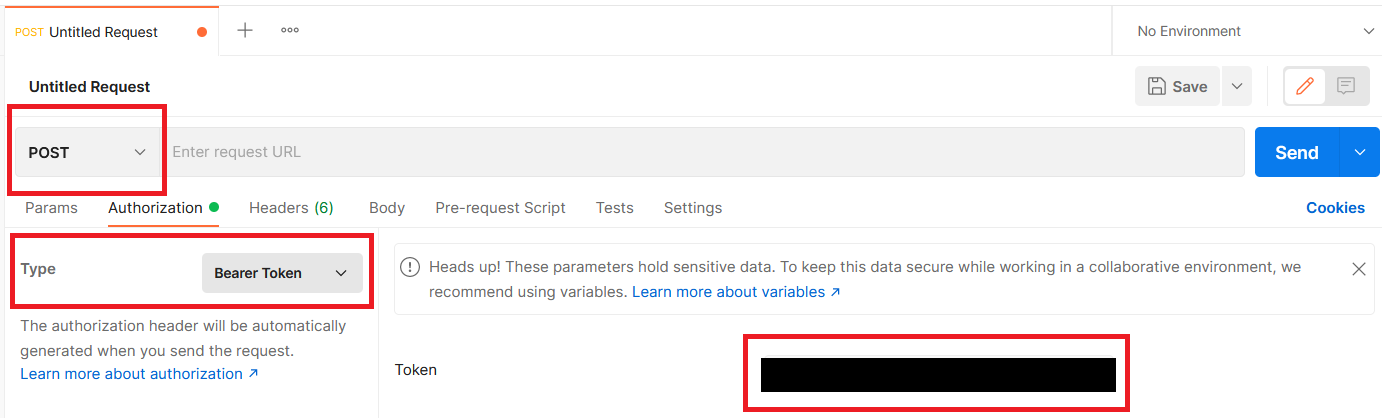 POST Untitled Request
No Environment
Untitled Request
Save
POST
Enter request URL
Send
Params Authorization Headers (6) Body Pre-request Script Tests Settings Cookies
Type
Bearer Token
The authorization header will be automatically
generated when you send the request.
Learn more about authorization ↗
Heads up! These parameters hold sensitive data. To keep this data secure while working in a collaborative environment, we
recommend using variables. Learn more about variables ↗
Token